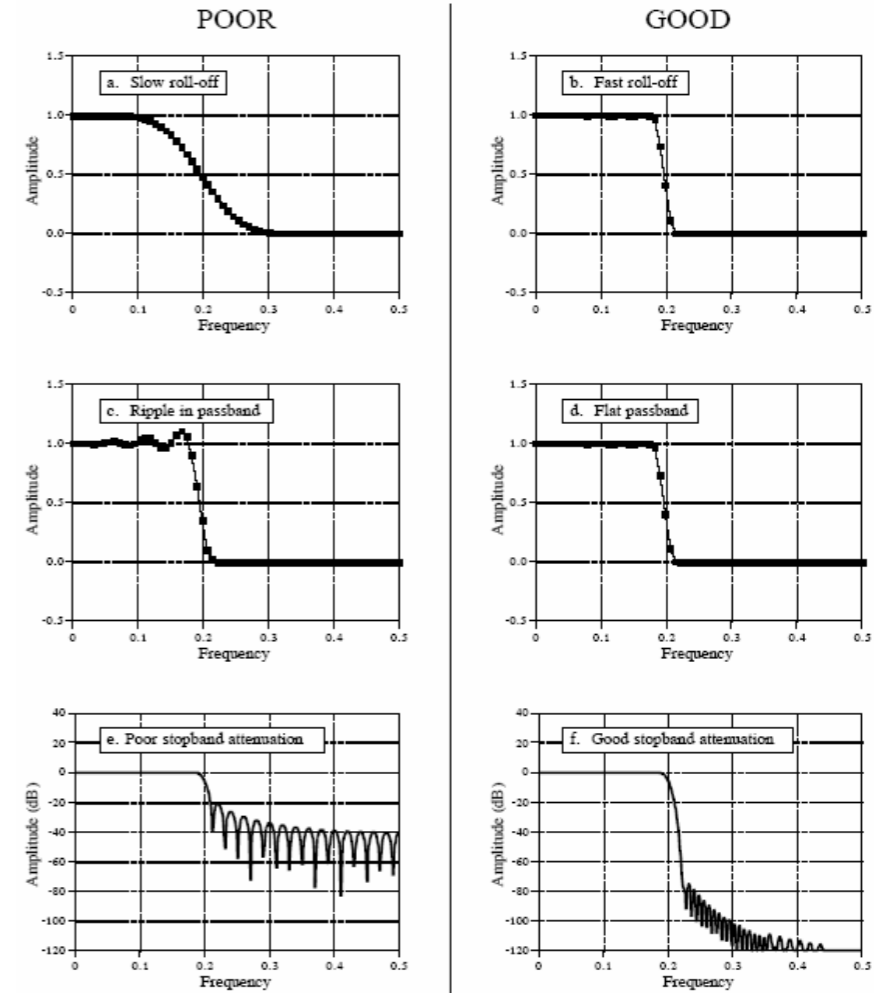 POOR
GOOD
1.5
1.0
0.5
0.0
-0.5
Amplitude
a. Slow roll-off
0 0.1 0.2 0.3 0.4 0.5
Frequency
1.5
1.0
0.5
0.0
-0.5
Amplitude
b. Fast roll-off
0 0.1 0.2 0.3 0.4 0.5
Frequency
1.5
1.0
0.5
0.0
-0.5
Amplitude
c. Ripple in passband
0 0.1 0.2 0.3 0.4 0.5
Frequency
1.5
1.0
0.5
0.0
-0.5
Amplitude
d. Flat passband
0 0.1 0.2 0.3 0.4 0.5
Frequency
40
20
0
-20
-40
-60
-80
-100
-120
Amplitude (dB)
e. Poor stopband attenuation
0 0.1 0.2 0.3 0.4 0.5
Frequency
40
20
0
-20
-40
-60
-80
-100
-120
Amplitude (dB)
f. Good stopband attenuation
0 0.1 0.2 0.3 0.4 0.5
Frequency